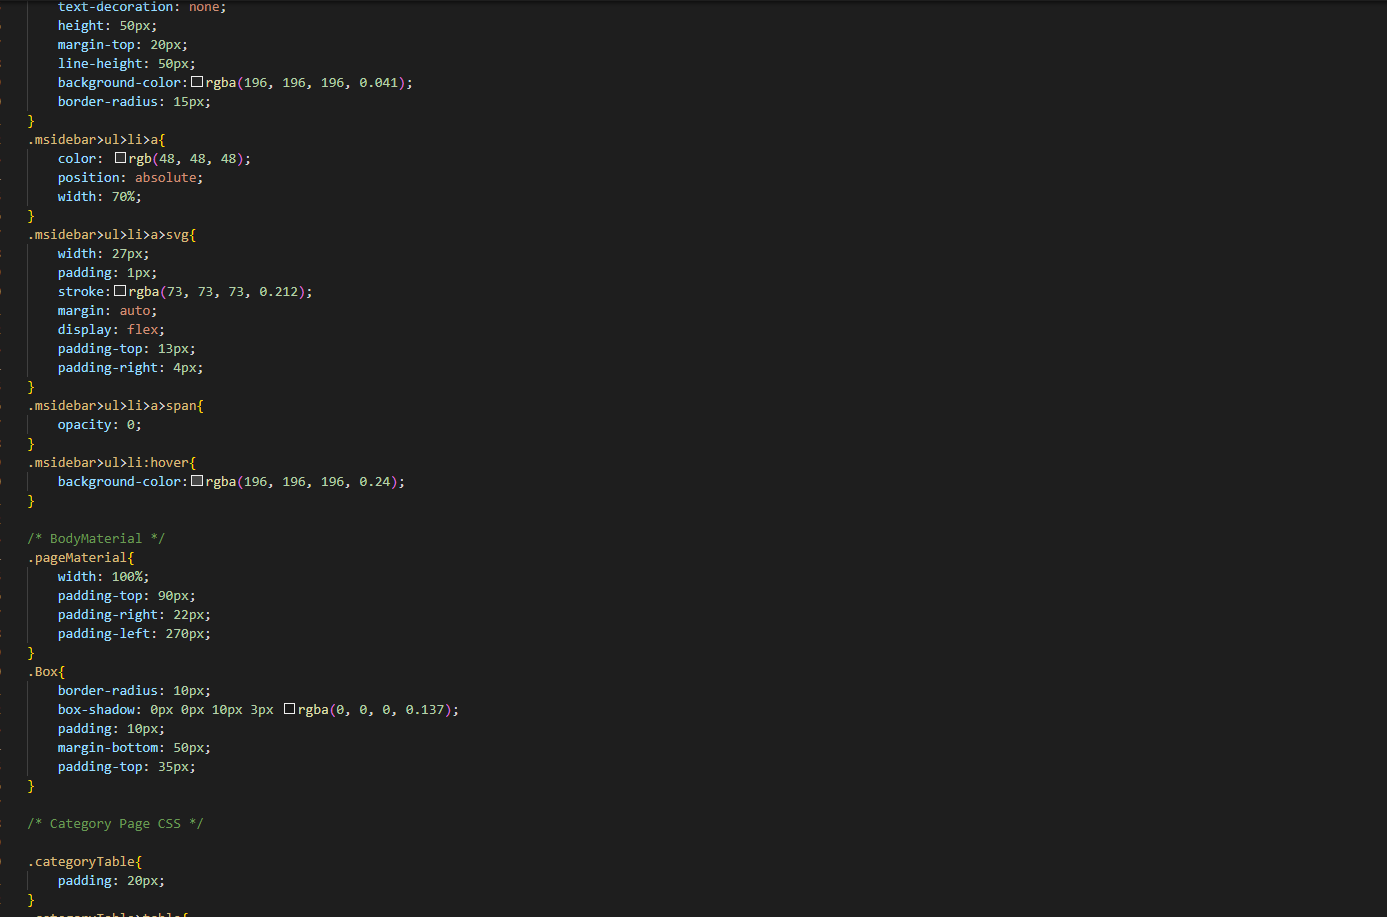 text-decoration: none;
height: 50px;
margin-top: 20px;
line-height: 50px;
background-color:rgba(196, 196, 196, 0.041);
border-radius: 15px;
}
.msidebar>ul>li>a{
color: rgb(48, 48, 48);
position: absolute;
width: 70%;
}
.msidebar>ul>li>a>svg{
width: 27px;
padding: 1px;
stroke:rgba(73, 73, 73, 0.212);
margin: auto;
display: flex;
padding-top: 13px;
padding-right: 4px;
}
.msidebar>ul>li>a>span{
opacity: 0;
}
.msidebar>ul>li:hover{
background-color:rgba(196, 196, 196, 0.24);
}
/* BodyMaterial */
.pageMaterial{
width: 100%;
padding-top: 90px;
padding-right: 22px;
padding-left: 270px;
}
.Box{
border-radius: 10px;
box-shadow: 0px 0px 10px 3px rgba(0, 0, 0, 0.137);
padding: 10px;
margin-bottom: 50px;
padding-top: 35px;
}
/* Category Page CSS */
.categoryTable{
padding: 20px;
}
.categoryTable>table{